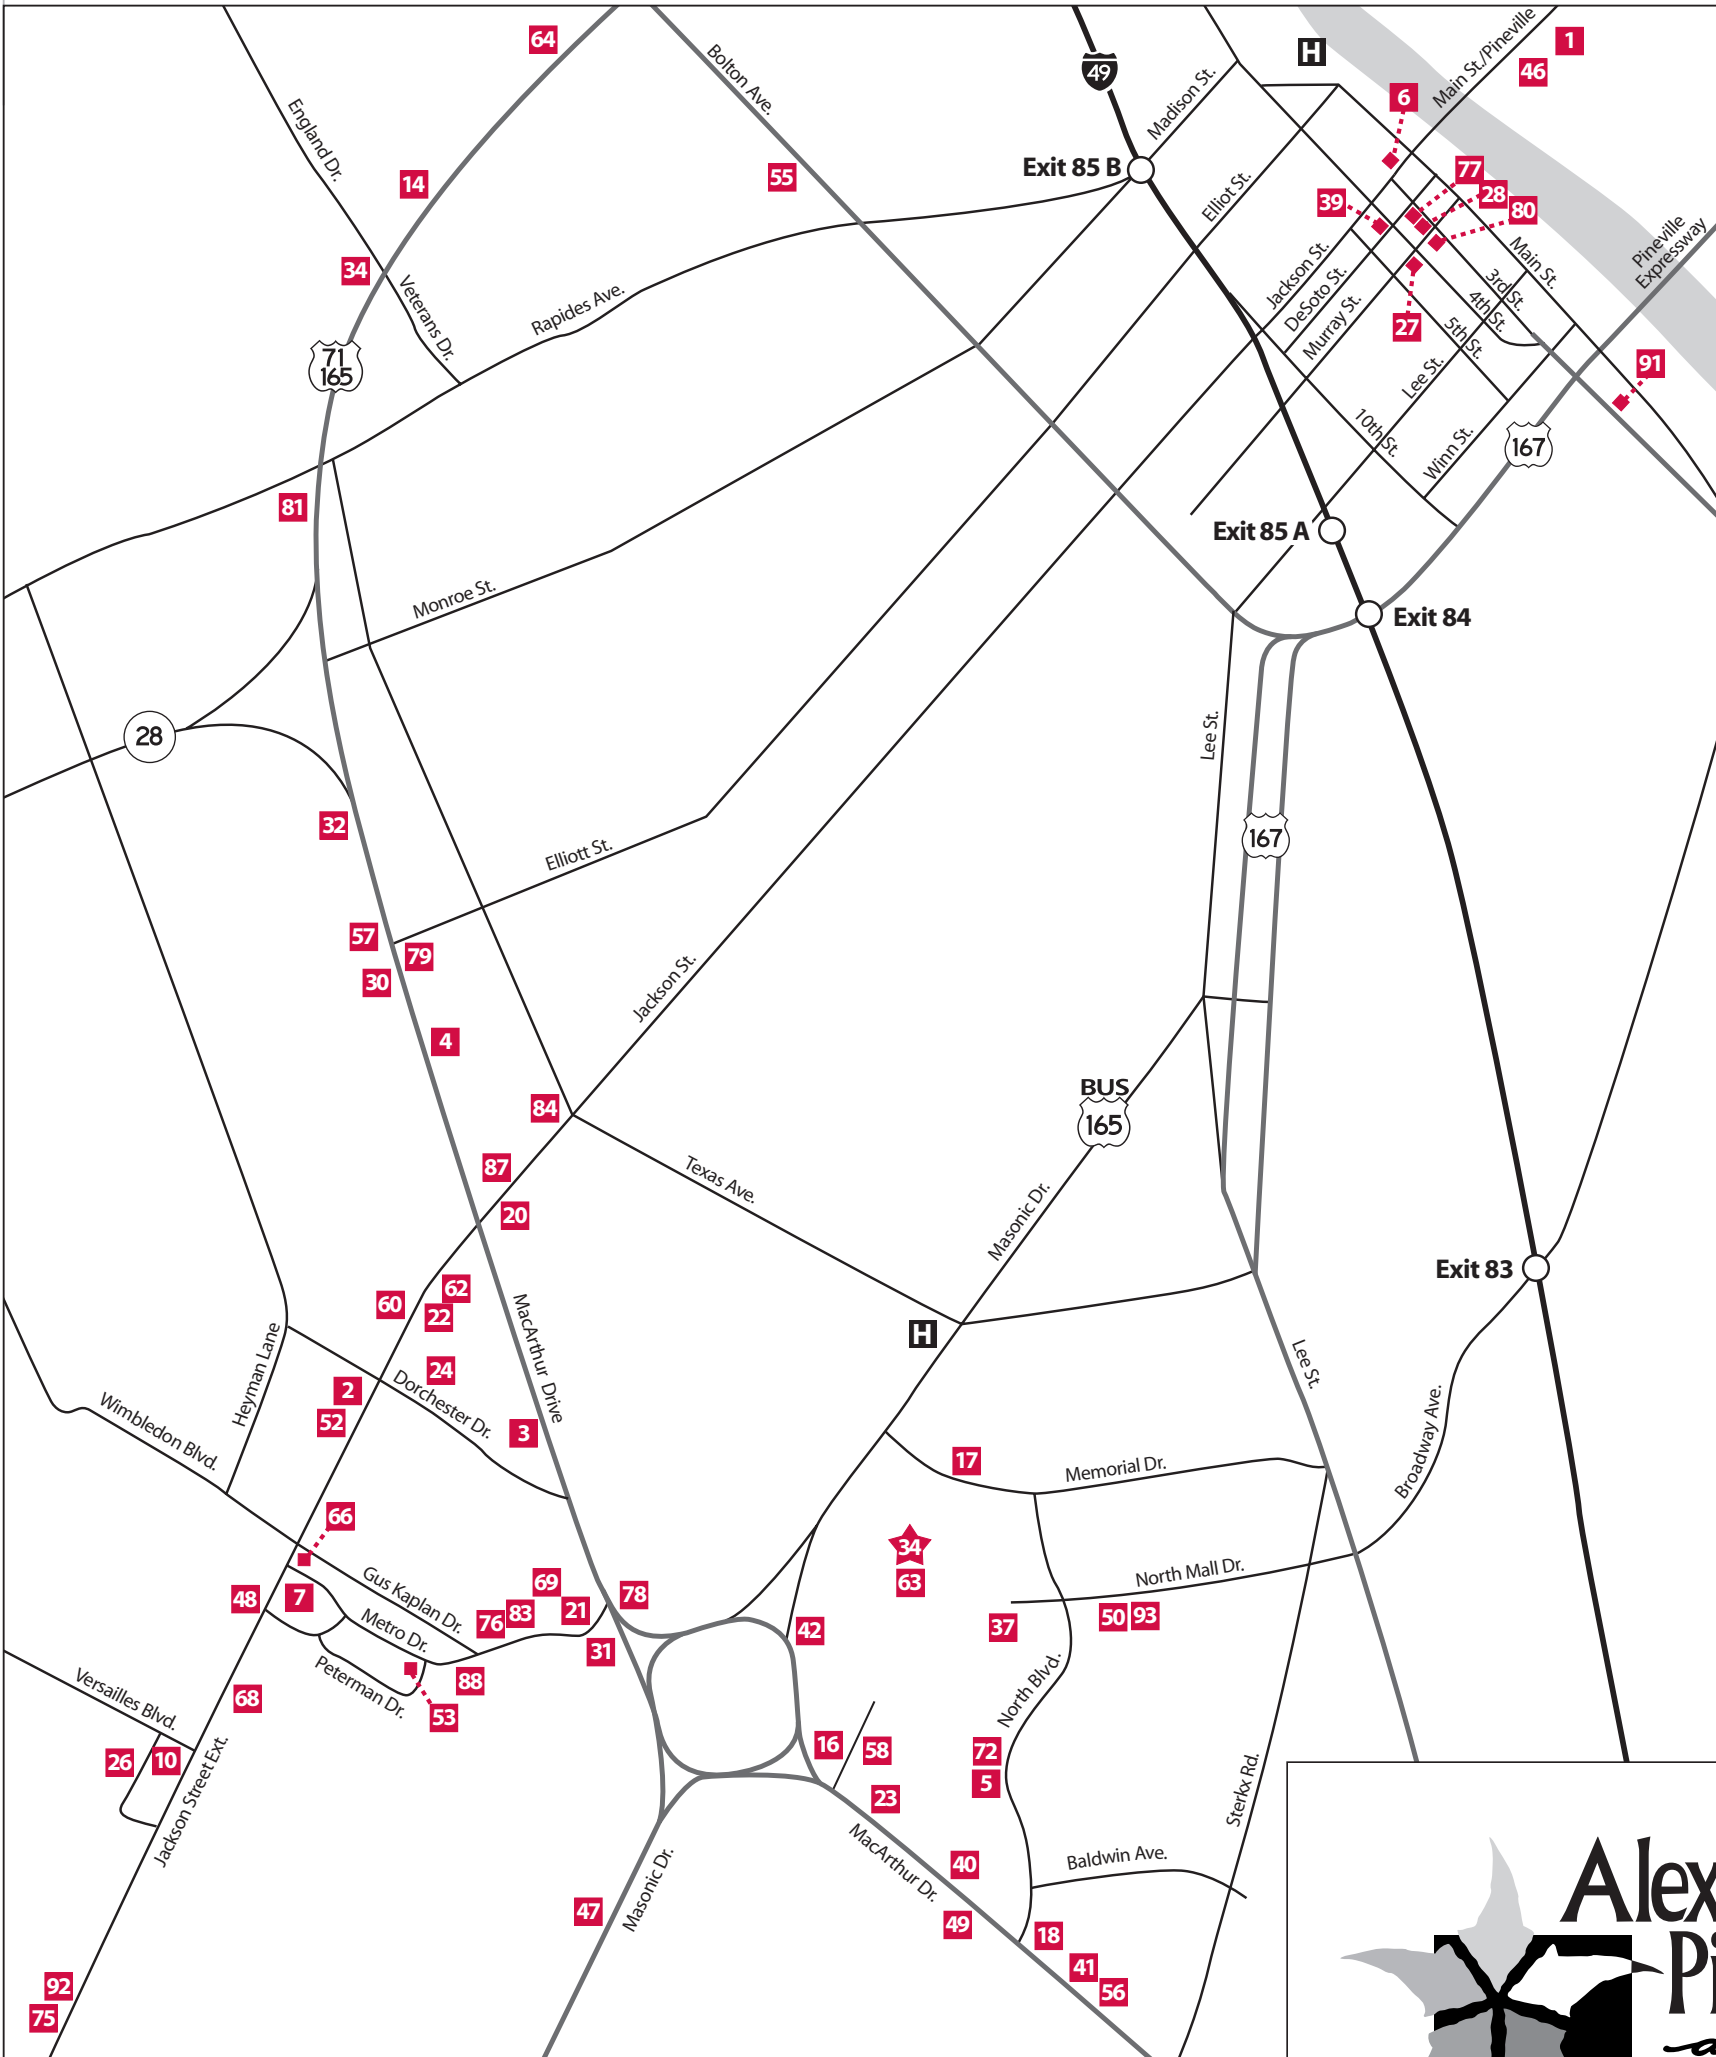 64
Bolton Ave.
49
Madison St.
H
Main St./Pineville
1
46
6
England Dr.
14
55
Exit 85 B
Elliot St.
39
77
28
80
Pineville
Expressway
34
Veterans Dr.
Rapides Ave.
Jackson St.
DeSoto St.
Murray St.
27
Main St.
3rd St.
4th St.
5th St.
Lee St.
91
71
165
10th St.
Winn St.
167
81
Exit 85 A
Monroe St.
Exit 84
28
Lee St.
32
167
Elliott St.
57
79
30
Jackson St.
4
84
BUS
165
87
Texas Ave.
20
Masonic Dr.
Exit 83
62
60
22
MacArthur Drive
H
Heyman Lane
24
Lee St.
2
Dorchester Dr.
52
3
Wimbledon Blvd.
Broadway Ave.
17
Memorial Dr.
66
34
63
North Mall Dr.
Gus Kaplan Dr.
48
7
69
78
76
83
21
Metro Dr.
31
42
37
50
93
Peterman Dr.
88
53
68
Versailles Blvd.
North Blvd.
26
10
Jackson Street Ext.
16
58
72
5
23
Sterkx Rd.
MacArthur Dr.
40
Baldwin Ave.
47
Masonic Dr.
49
18
41
56
92
75
Alex
Pi
a